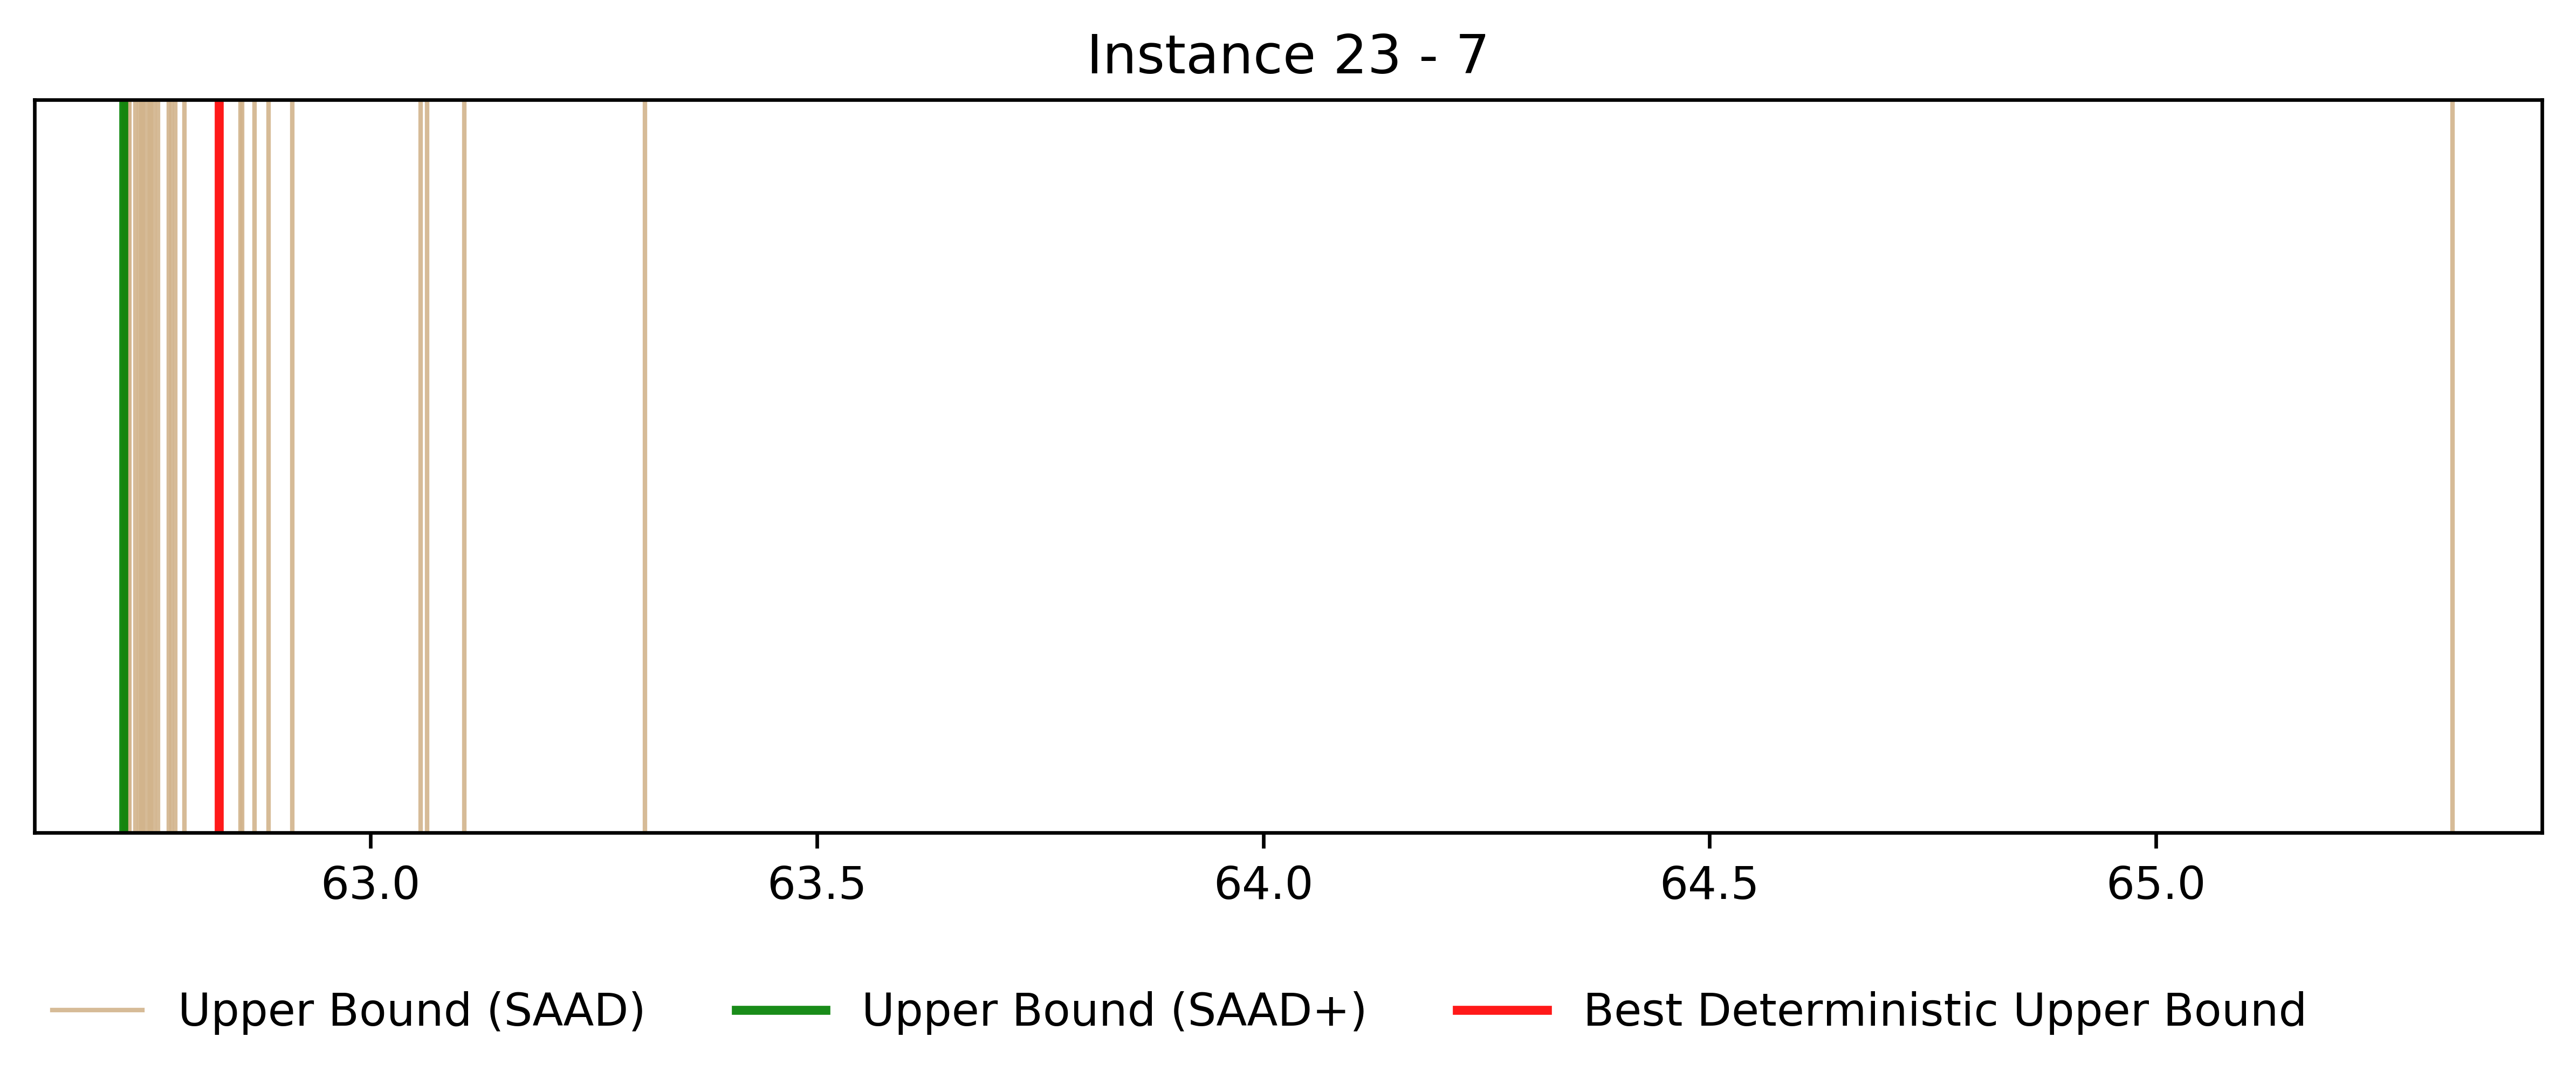 Instance 23 - 7
63.0 63.5 64.0 64.5 65.0
Upper Bound (SAAD) Upper Bound (SAAD+) Best Deterministic Upper Bound